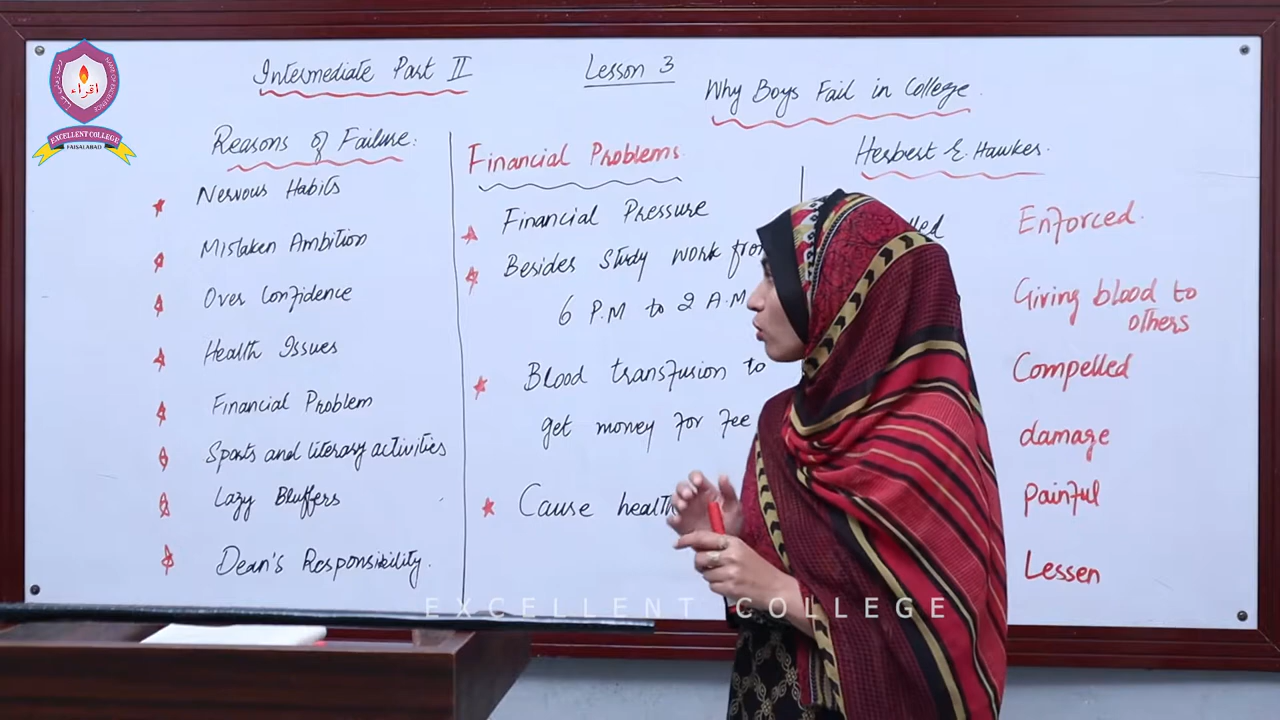 Intermediate Part II
Lesson 3
Why Boys Fail in College.
Herbert E. Hawkes.
Reasons of Failure:
Nervous Habits
Mistaken Ambition
Over Confidence
Health Issues
Financial Problem
Sports and literary activities
Lazy Bluffers
Dean's Responsibility.
Financial Problems
Financial Pressure
Besides study work from
6 P.M to 2 A.M
Blood transfusion to
get money for fee
Cause health
Enforced.
Giving blood to
others
Compelled
damage
Painful
Lessen
اقراء
EXCELLENT COLLEGE
FAISALABAD
EXCELLENT COLLEGE